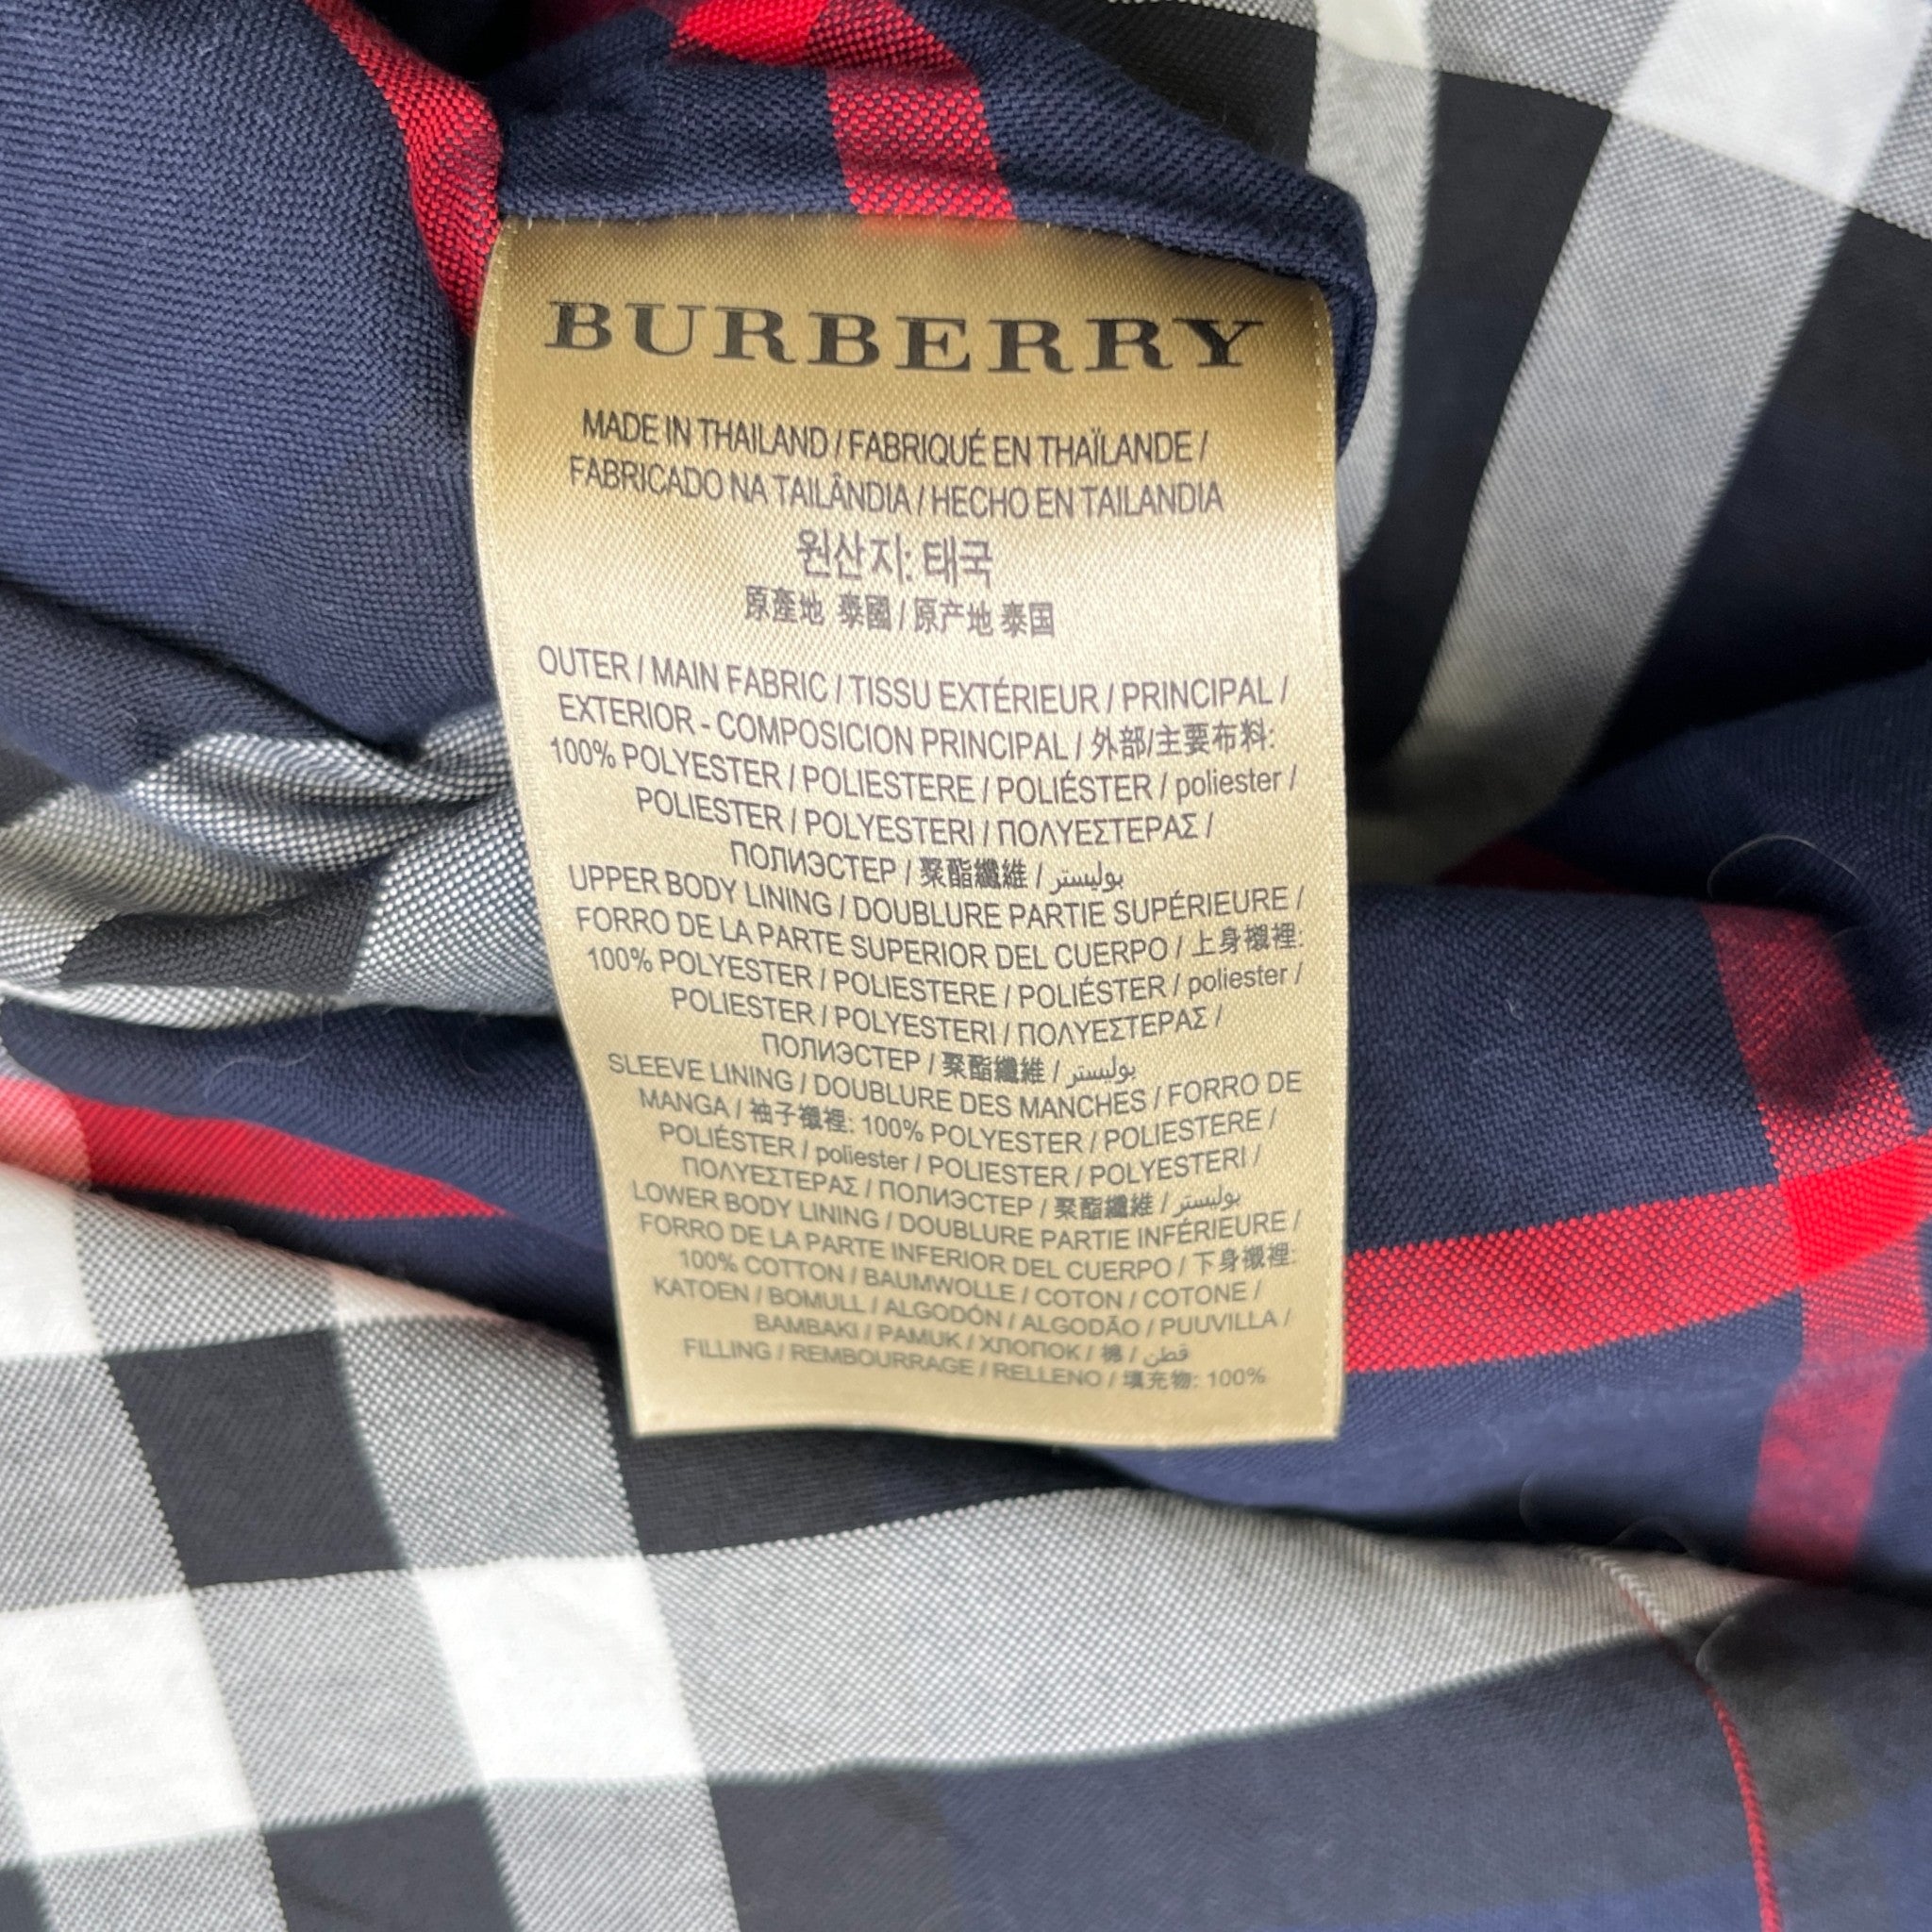 BURBERRY
MADE IN THAILAND / FABRIQUÉ EN THAÏLANDE /
FABRICADO NA TAILÂNDIA / HECHO EN TAILANDIA
원산지: 태국
原產地 泰國 / 原产地 泰国
OUTER / MAIN FABRIC / TISSU EXTÉRIEUR / PRINCIPAL /
EXTERIOR - COMPOSICION PRINCIPAL / 外部/主要布料:
100% POLYESTER / POLIESTERE / POLIÉSTER / poliester /
POLIESTER / POLYESTERI / ΠΟΛΥΕΣΤΕΡΑΣ /
ПОЛИЭСТЕР / 聚酯纖維 / بوليستر
UPPER BODY LINING / DOUBLURE PARTIE SUPÉRIEURE /
FORRO DE LA PARTE SUPERIOR DEL CUERPO / 上身襯裡:
100% POLYESTER / POLIESTERE / POLIÉSTER / poliester /
POLIESTER / POLYESTERI / ΠΟΛΥΕΣΤΕΡΑΣ /
ПОЛИЭСТЕР / 聚酯纖維 / بوليستر
SLEEVE LINING / DOUBLURE DES MANCHES / FORRO DE
MANGA / 袖子襯裡: 100% POLYESTER / POLIESTERE /
POLIÉSTER / poliester / POLIESTER / POLYESTERI /
ΠΟΛΥΕΣΤΕΡΑΣ / ПОЛИЭСТЕР / 聚酯纖維 / بوليستر
LOWER BODY LINING / DOUBLURE PARTIE INFÉRIEURE /
FORRO DE LA PARTE INFERIOR DEL CUERPO / 下身襯裡:
100% COTTON / BAUMWOLLE / COTON / COTONE /
KATOEN / BOMULL / ALGODÓN / ALGODÃO / PUUVILLA /
BAMBAKI / PAMUK / ХЛОПОК / 棉 / قطن
FILLING / REMBOURRAGE / RELLENO / 填充物: 100%